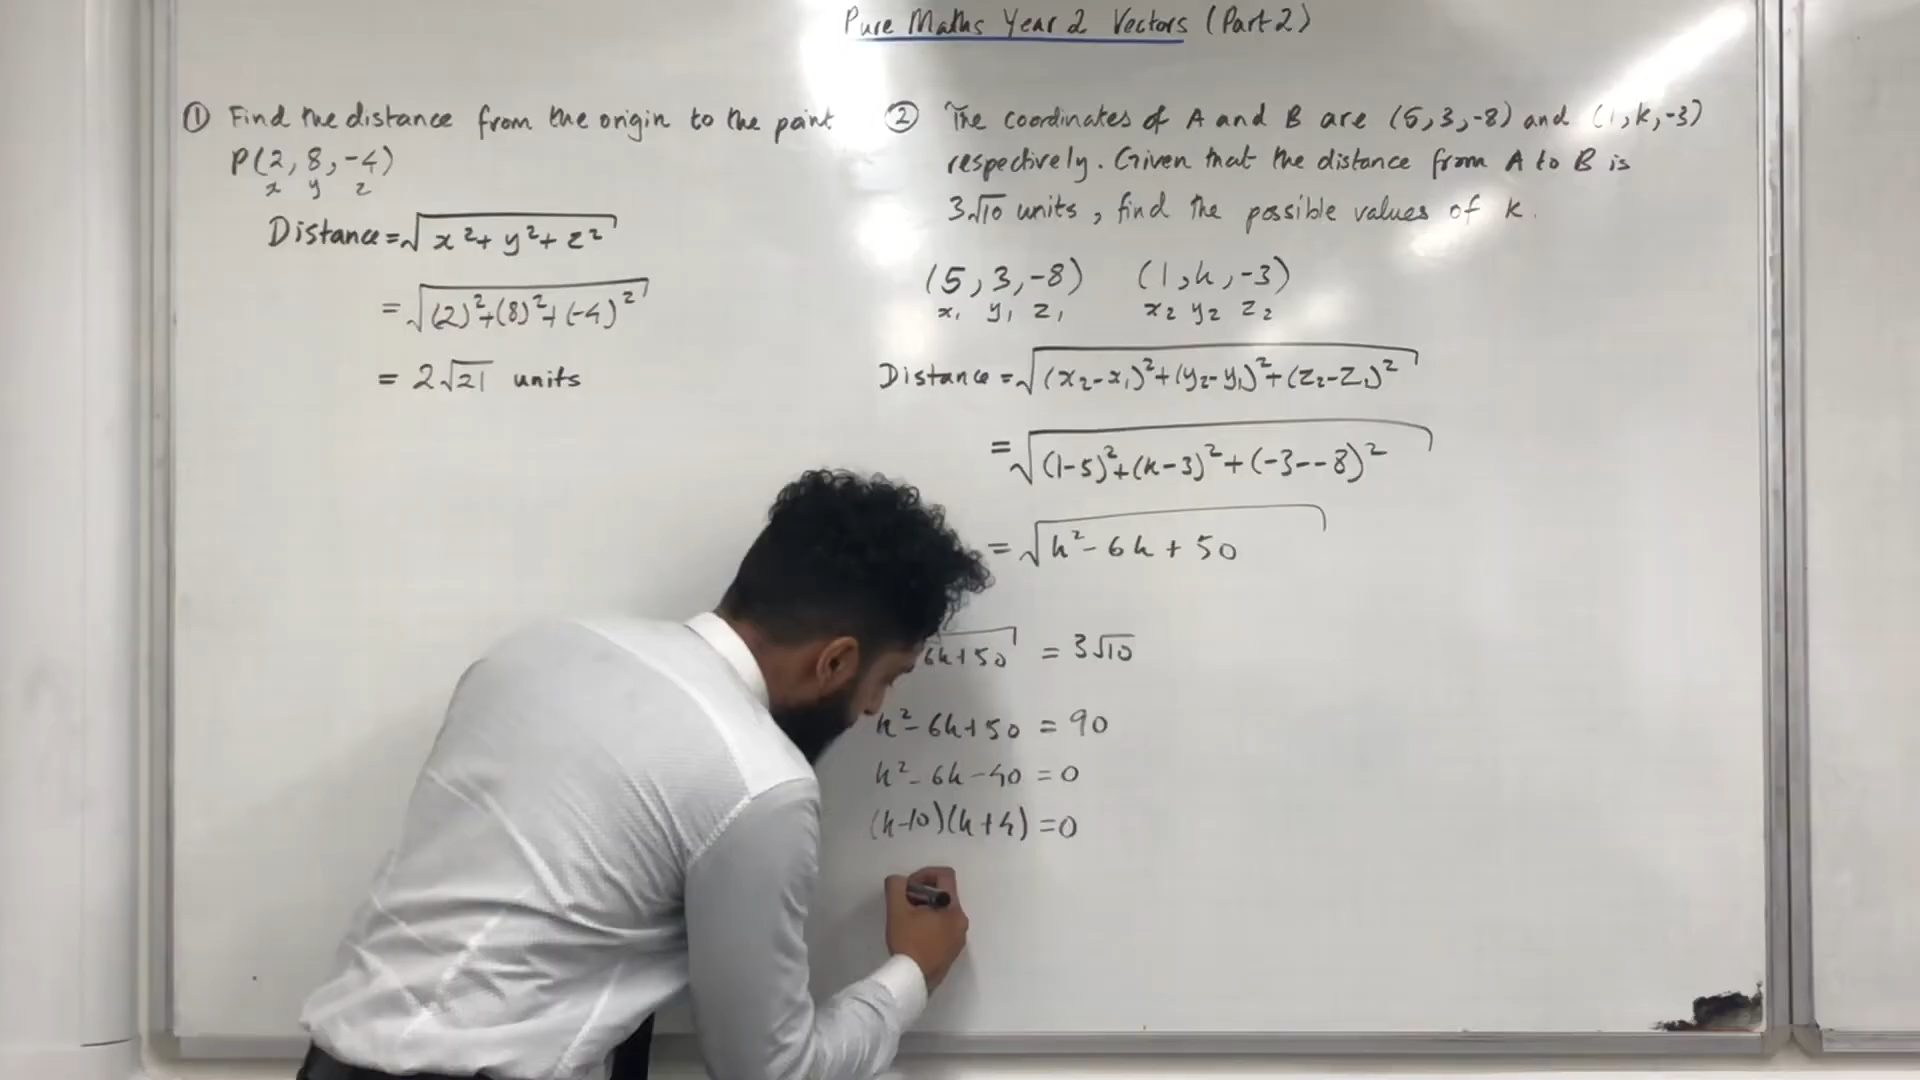 Pure Maths Year 2 Vectors (Part 2)
① Find the distance from the origin to the point
P(2, 8, -4)
x y z
Distance = √(x² + y² + z²)
= √((2)² + (8)² + (-4)²)
= 2√21 units
② The coordinates of A and B are (5, 3, -8) and (1, k, -3)
respectively. Given that the distance from A to B is
3√10 units, find the possible values of k.
(5, 3, -8) (1, k, -3)
x₁ y₁ z₁ x₂ y₂ z₂
Distance = √((x₂-x₁)² + (y₂-y₁)² + (z₂-z₁)²)
= √((1-5)² + (k-3)² + (-3--8)²)
= √(k² - 6k + 50)
6k + 50 = 3√10
k² - 6k + 50 = 90
k² - 6k - 40 = 0
(k-10)(k+4) = 0